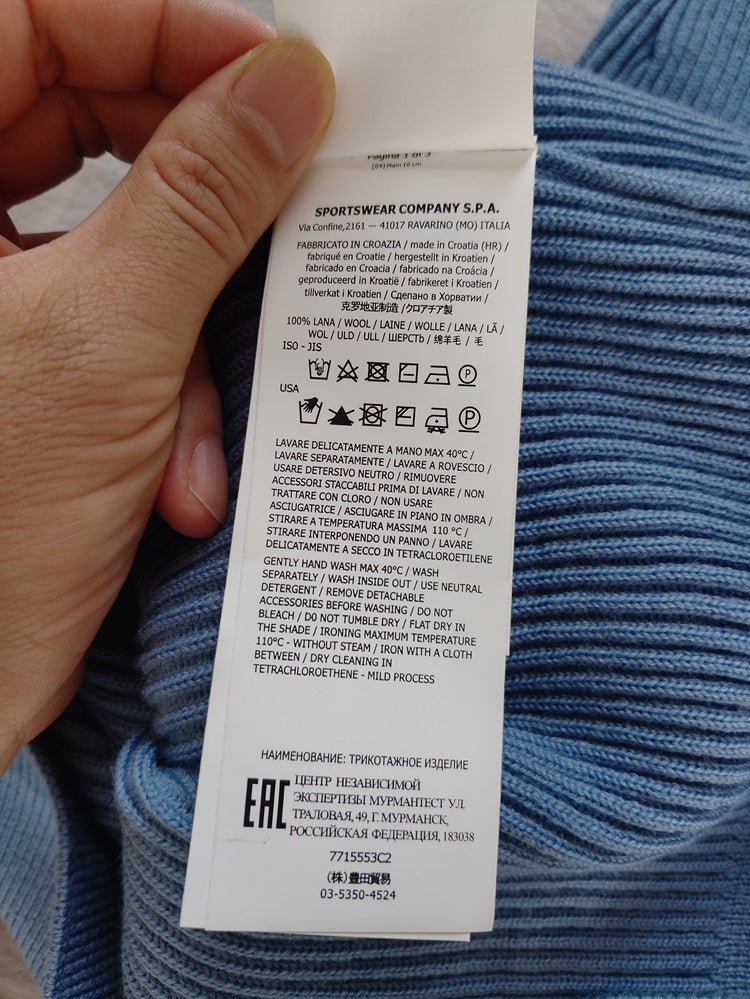 Pagina 1 di 3
[04] Main 10 cm
SPORTSWEAR COMPANY S.P.A.
Via Confine,2161 — 41017 RAVARINO (MO) ITALIA
FABBRICATO IN CROAZIA / made in Croatia (HR) /
fabriqué en Croatie / hergestellt in Kroatien /
fabricado en Croacia / fabricado na Croácia /
geproduceerd in Kroatië / fabrikeret i Kroatien /
tillverkat i Kroatien / Сделано в Хорватии /
克罗地亚制造 /クロアチア製
100% LANA / WOOL / LAINE / WOLLE / LANA / LÃ /
WOL / ULD / ULL / ШЕРСТЬ / 绵羊毛 / 毛
ISO - JIS
P
USA
P
LAVARE DELICATAMENTE A MANO MAX 40°C /
LAVARE SEPARATAMENTE / LAVARE A ROVESCIO /
USARE DETERSIVO NEUTRO / RIMUOVERE
ACCESSORI STACCABILI PRIMA DI LAVARE / NON
TRATTARE CON CLORO / NON USARE
ASCIUGATRICE / ASCIUGARE IN PIANO IN OMBRA /
STIRARE A TEMPERATURA MASSIMA 110 °C /
STIRARE INTERPONENDO UN PANNO / LAVARE
DELICATAMENTE A SECCO IN TETRACLOROETILENE
GENTLY HAND WASH MAX 40°C / WASH
SEPARATELY / WASH INSIDE OUT / USE NEUTRAL
DETERGENT / REMOVE DETACHABLE
ACCESSORIES BEFORE WASHING / DO NOT
BLEACH / DO NOT TUMBLE DRY / FLAT DRY IN
THE SHADE / IRONING MAXIMUM TEMPERATURE
110°C - WITHOUT STEAM / IRON WITH A CLOTH
BETWEEN / DRY CLEANING IN
TETRACHLOROETHENE - MILD PROCESS
НАИМЕНОВАНИЕ: ТРИКОТАЖНОЕ ИЗДЕЛИЕ
EAC
ЦЕНТР НЕЗАВИСИМОЙ
ЭКСПЕРТИЗЫ МУРМАНТЕСТ УЛ.
ТРАЛОВАЯ, 49, Г. МУРМАНСК,
РОССИЙСКАЯ ФЕДЕРАЦИЯ, 183038
7715553C2
(株)豊田貿易
03-5350-4524